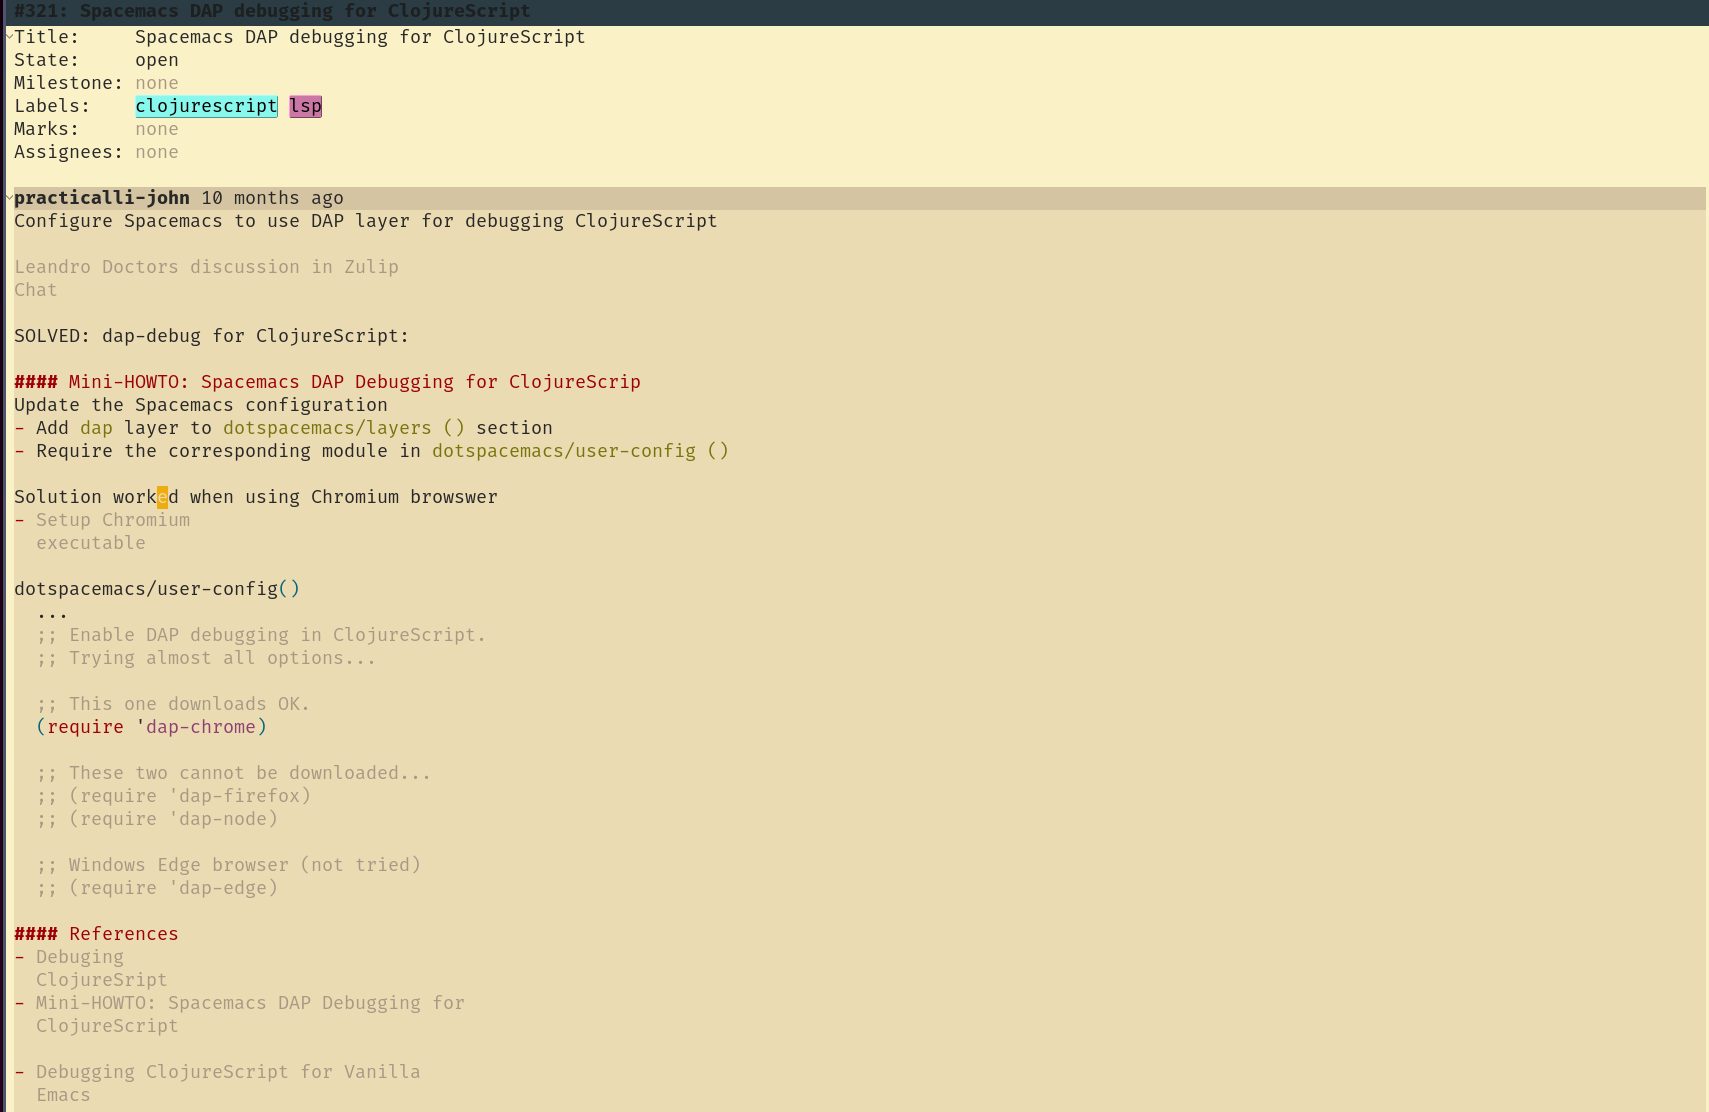 #321: Spacemacs DAP debugging for ClojureScript
Title:     Spacemacs DAP debugging for ClojureScript
State:     open
Milestone: none
Labels:    clojurescript lsp
Marks:     none
Assignees: none
practicalli-john 10 months ago
Configure Spacemacs to use DAP layer for debugging ClojureScript
Leandro Doctors discussion in Zulip
Chat
SOLVED: dap-debug for ClojureScript:
#### Mini-HOWTO: Spacemacs DAP Debugging for ClojureScrip
Update the Spacemacs configuration
- Add dap layer to dotspacemacs/layers () section
- Require the corresponding module in dotspacemacs/user-config ()
Solution worked when using Chromium browswer
- Setup Chromium
  executable
dotspacemacs/user-config()
  ...
  ;; Enable DAP debugging in ClojureScript.
  ;; Trying almost all options...
  ;; This one downloads OK.
  (require 'dap-chrome)
  ;; These two cannot be downloaded...
  ;; (require 'dap-firefox)
  ;; (require 'dap-node)
  ;; Windows Edge browser (not tried)
  ;; (require 'dap-edge)
#### References
- Debuging
  ClojureSript
- Mini-HOWTO: Spacemacs DAP Debugging for
  ClojureScript
- Debugging ClojureScript for Vanilla
  Emacs